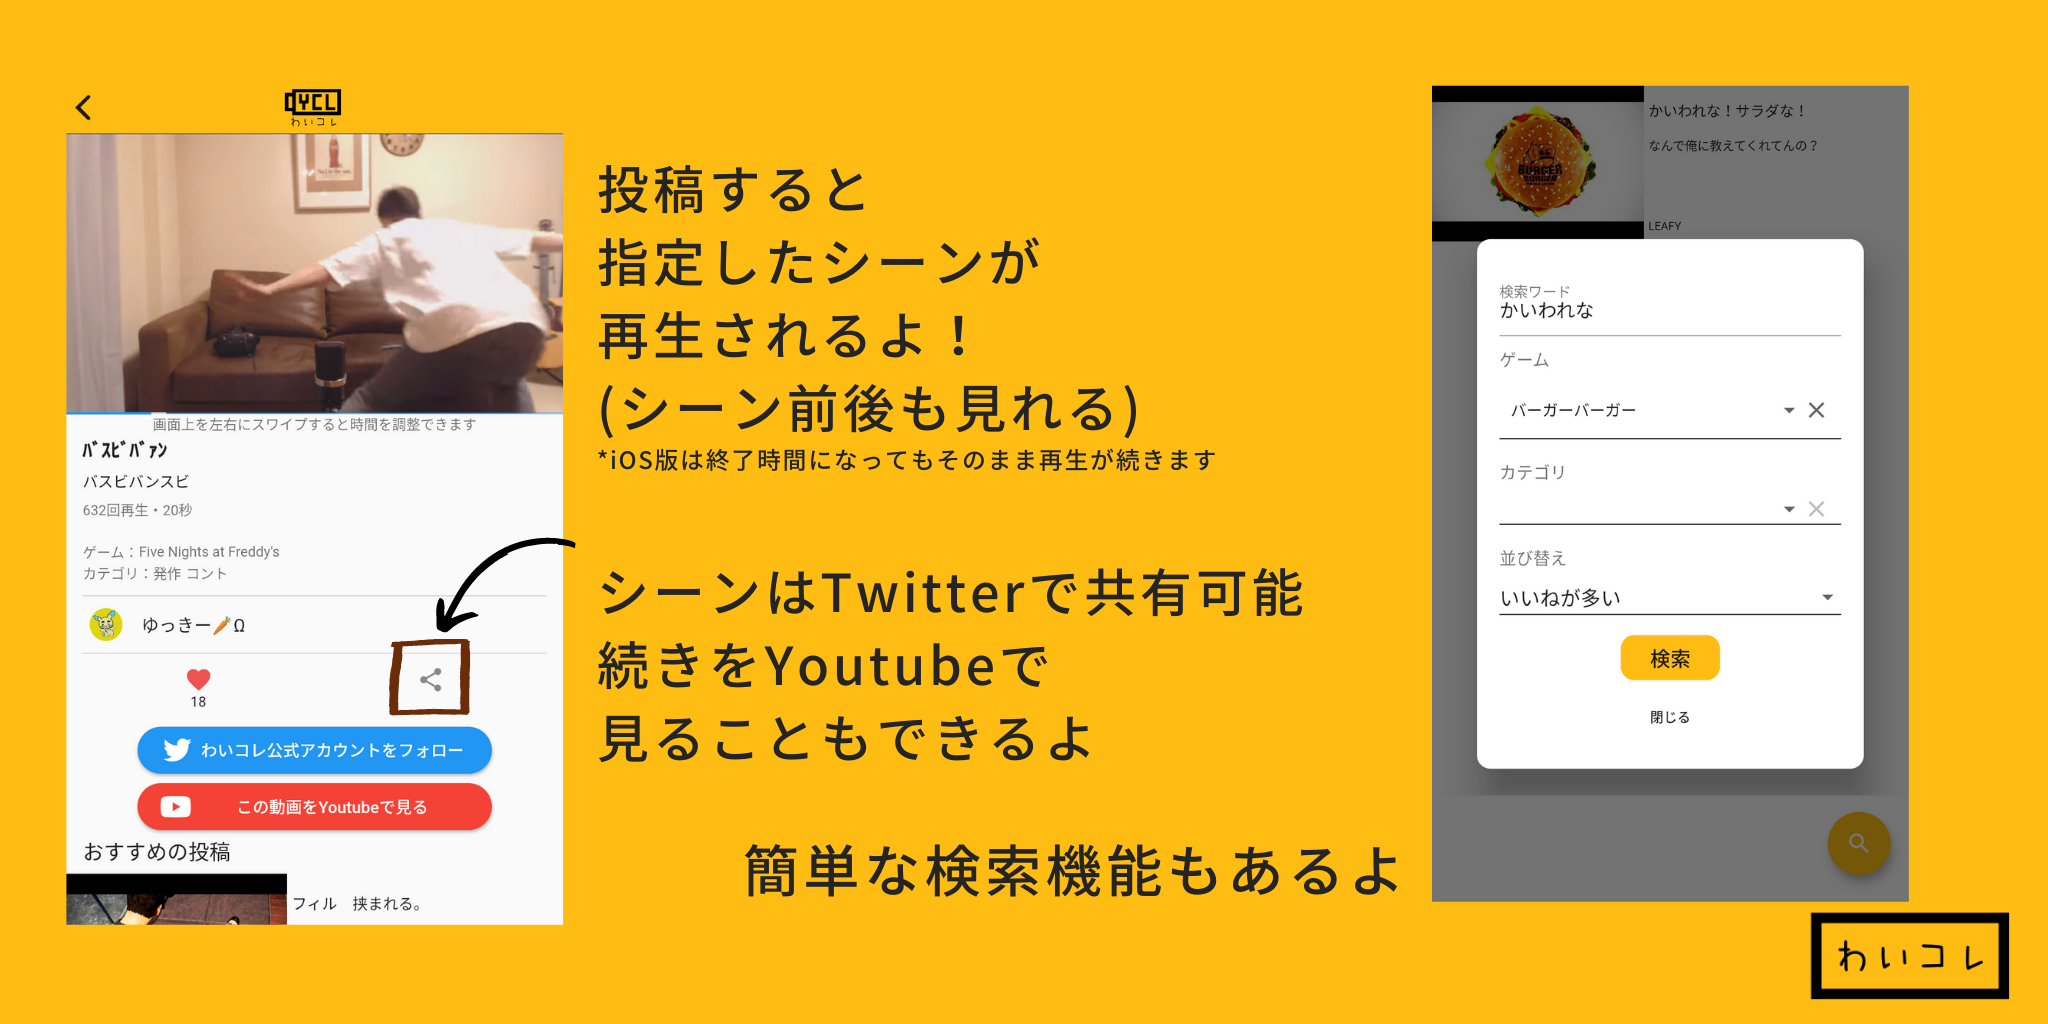 YCL
わいコレ
画面上を左右にスワイプすると時間を調整できます
ﾊﾞｽﾋﾞﾊﾞｧﾝ
バスビバンスビ
632回再生・20秒
ゲーム：Five Nights at Freddy's
カテゴリ：発作 コント
ゆっきー🥕Ω
18
わいコレ公式アカウントをフォロー
この動画をYoutubeで見る
おすすめの投稿
フィル　挟まれる。
投稿すると
指定したシーンが
再生されるよ！
(シーン前後も見れる)
*iOS版は終了時間になってもそのまま再生が続きます
シーンはTwitterで共有可能
続きをYoutubeで
見ることもできるよ
簡単な検索機能もあるよ
BURGER
BURGER
かいわれな！サラダな！
なんで俺に教えてくれてんの？
LEAFY
検索ワード
かいわれな
ゲーム
バーガーバーガー
カテゴリ
並び替え
いいねが多い
検索
閉じる
わいコレ